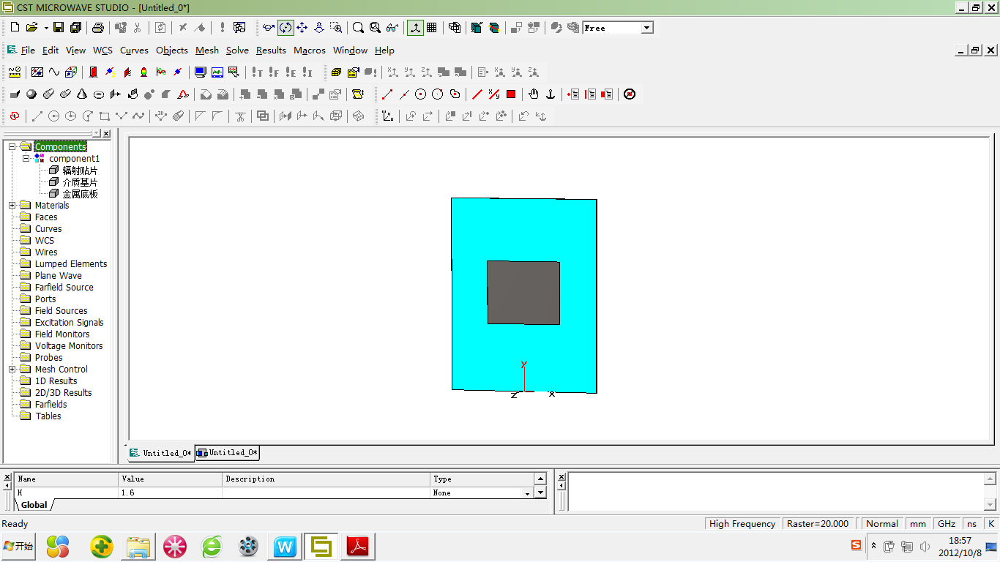 CST MICROWAVE STUDIO - [Untitled_0*]
Free
File Edit View WCS Curves Objects Mesh Solve Results Macros Window Help
Components
component1
辐射贴片
介质基片
金属底板
Materials
Faces
Curves
WCS
Wires
Lumped Elements
Plane Wave
Farfield Source
Ports
Field Sources
Excitation Signals
Field Monitors
Voltage Monitors
Probes
Mesh Control
1D Results
2D/3D Results
Farfields
Tables
y
z x
Untitled_0* Untitled_0*
Name Value Description Type
H 1.6 None
Global
Ready High Frequency Raster=20.000 Normal mm GHz ns K
开始
18:57
2012/10/8